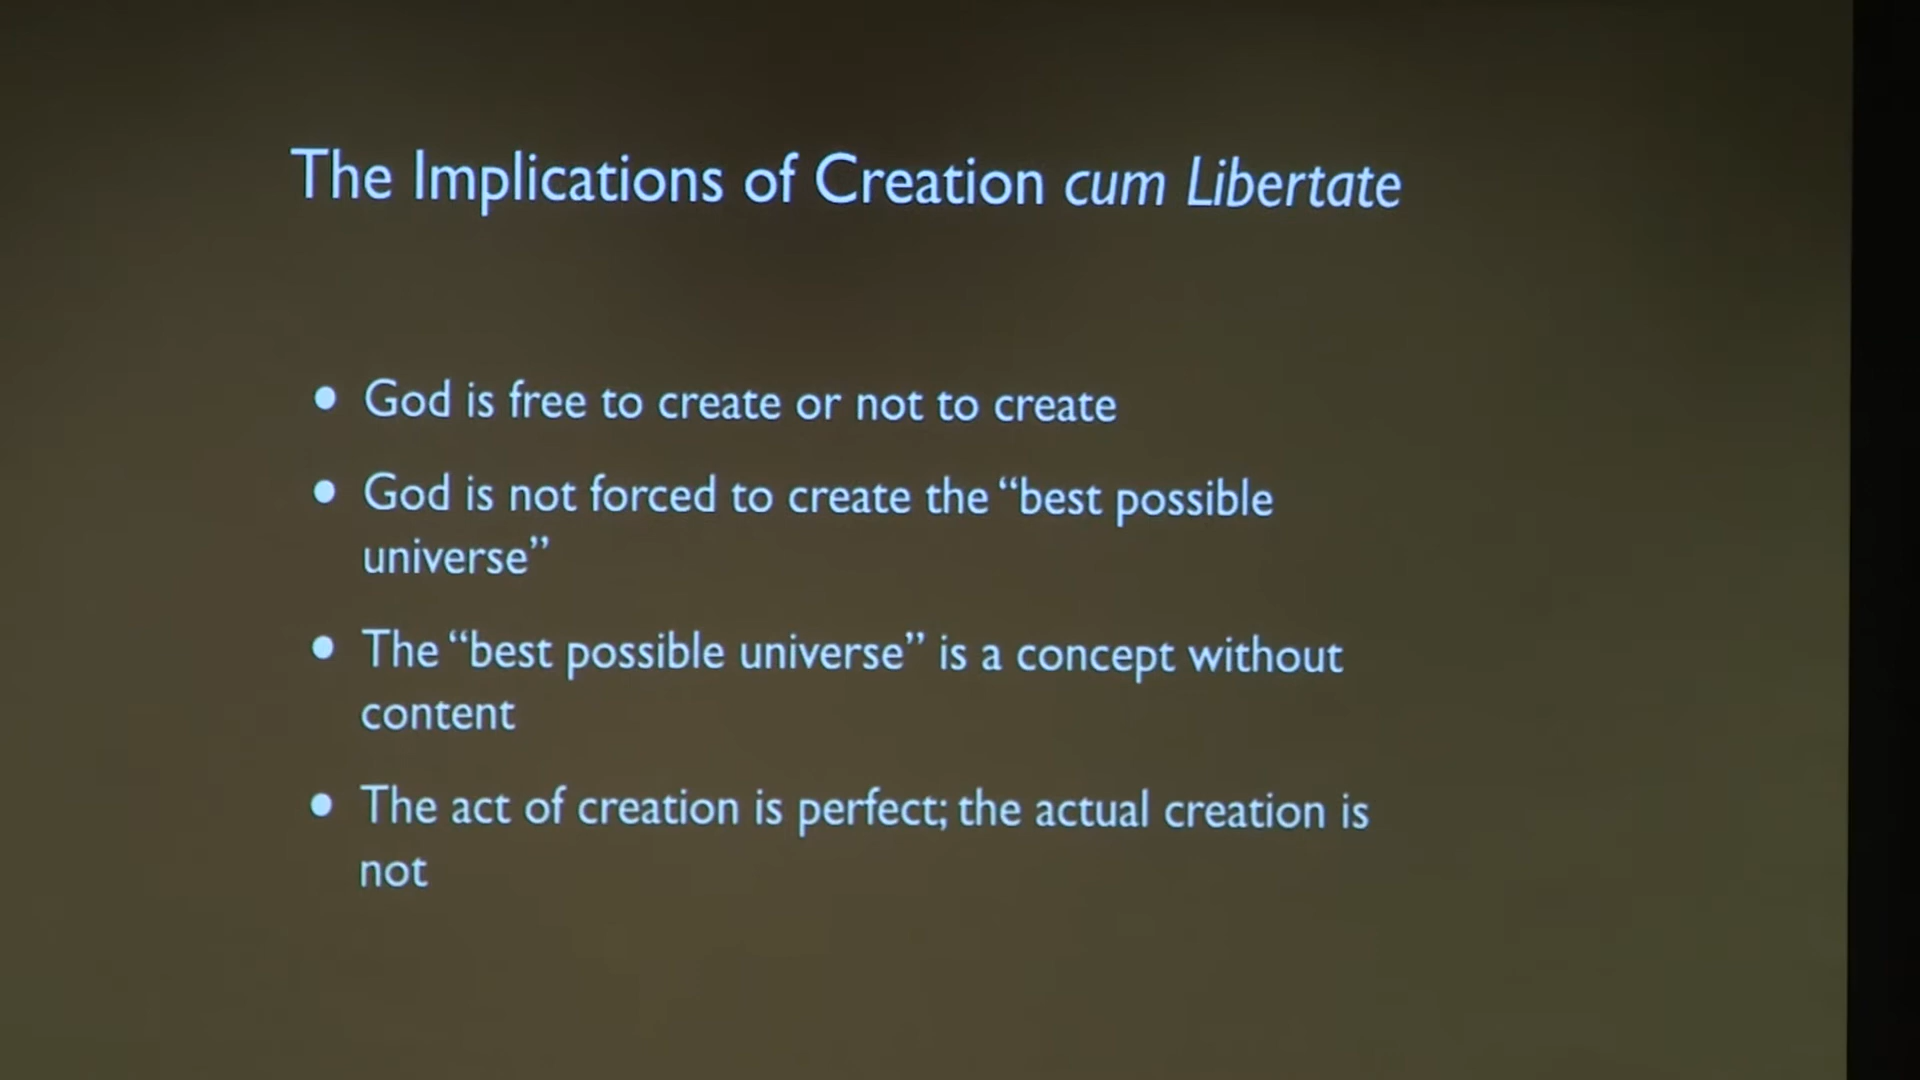 The Implications of Creation cum Libertate
• God is free to create or not to create
• God is not forced to create the “best possible
universe”
• The “best possible universe” is a concept without
content
• The act of creation is perfect; the actual creation is
not